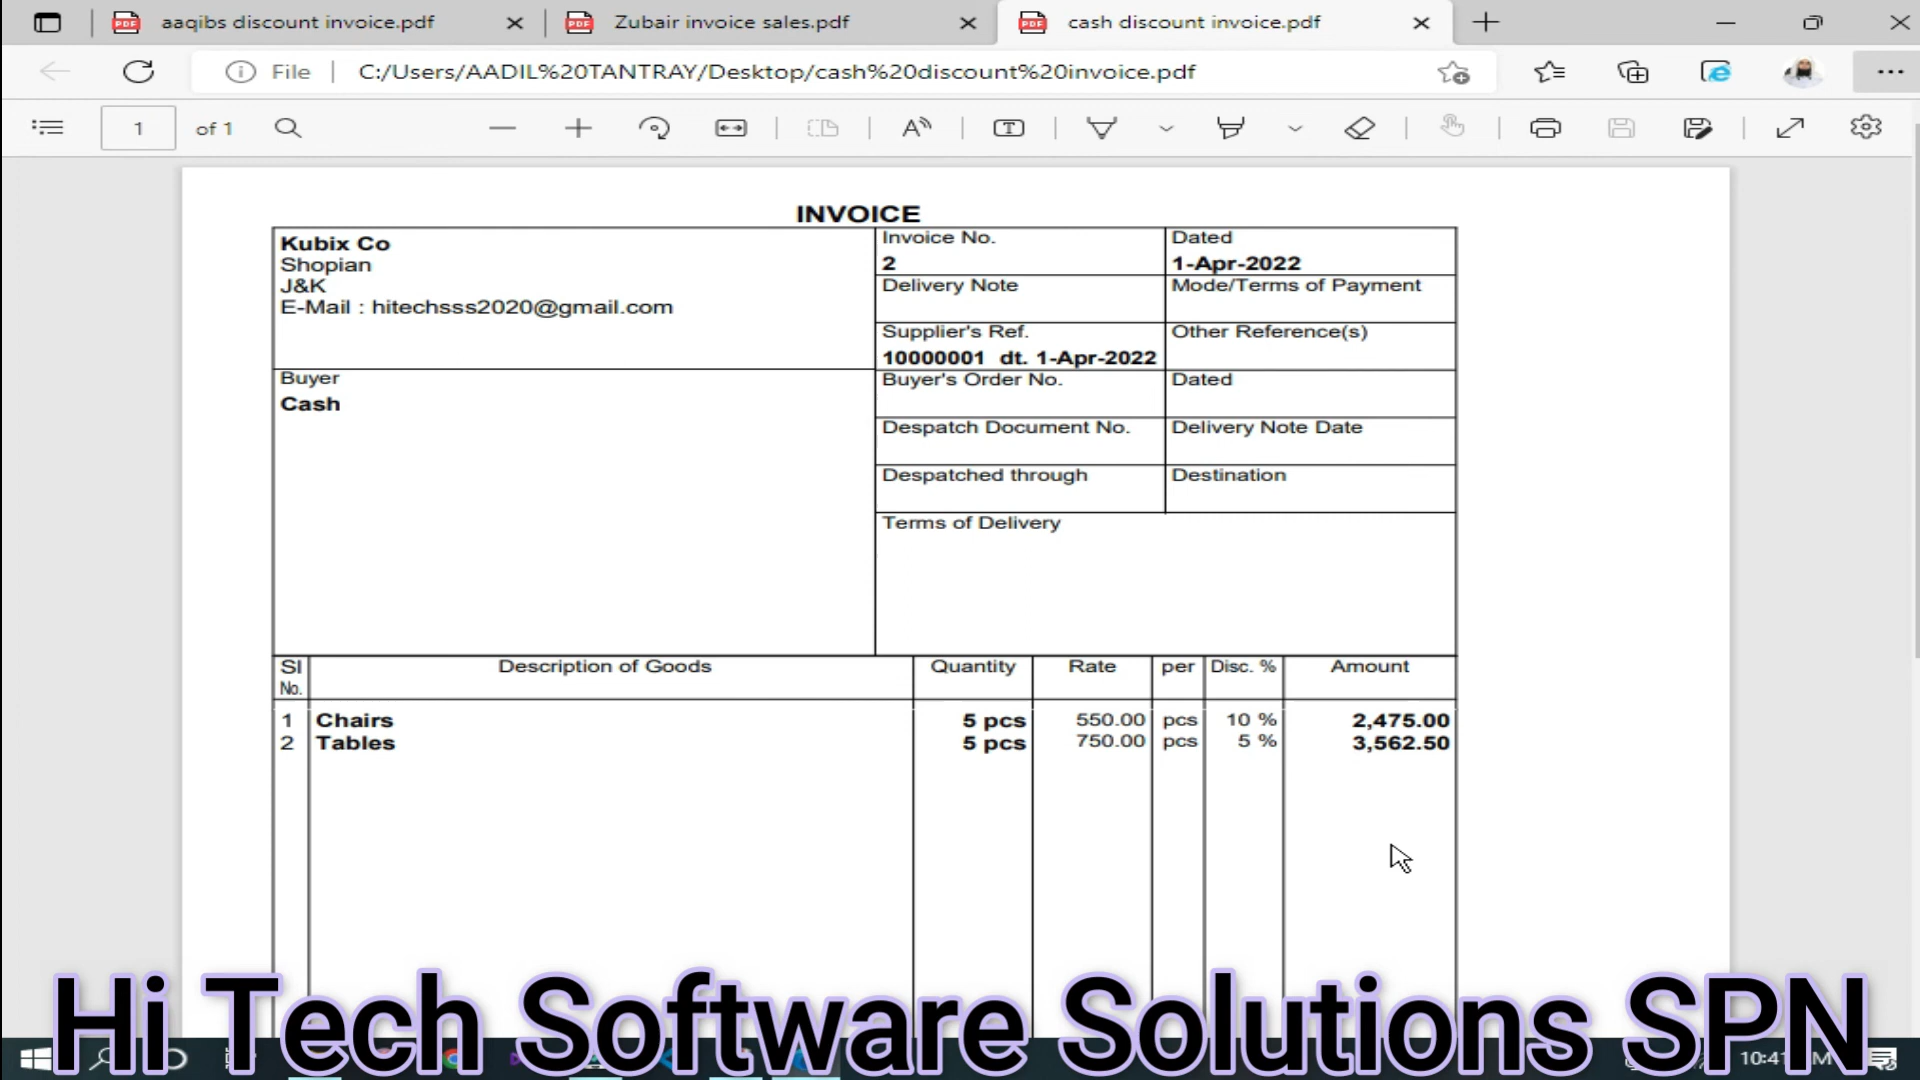 aaqibs discount invoice.pdf
Zubair invoice sales.pdf
cash discount invoice.pdf
File
C:/Users/AADIL%20TANTRAY/Desktop/cash%20discount%20invoice.pdf
1 of 1
INVOICE
Kubix Co
Shopian
J&K
E-Mail : hitechsss2020@gmail.com
Invoice No.
2
Dated
1-Apr-2022
Delivery Note
Mode/Terms of Payment
Supplier's Ref.
10000001 dt. 1-Apr-2022
Other Reference(s)
Buyer
Cash
Buyer's Order No.
Dated
Despatch Document No.
Delivery Note Date
Despatched through
Destination
Terms of Delivery
Sl No. Description of Goods Quantity Rate per Disc. % Amount
1 Chairs 5 pcs 550.00 pcs 10 % 2,475.00
2 Tables 5 pcs 750.00 pcs 5 % 3,562.50
Hi Tech Software Solutions SPN